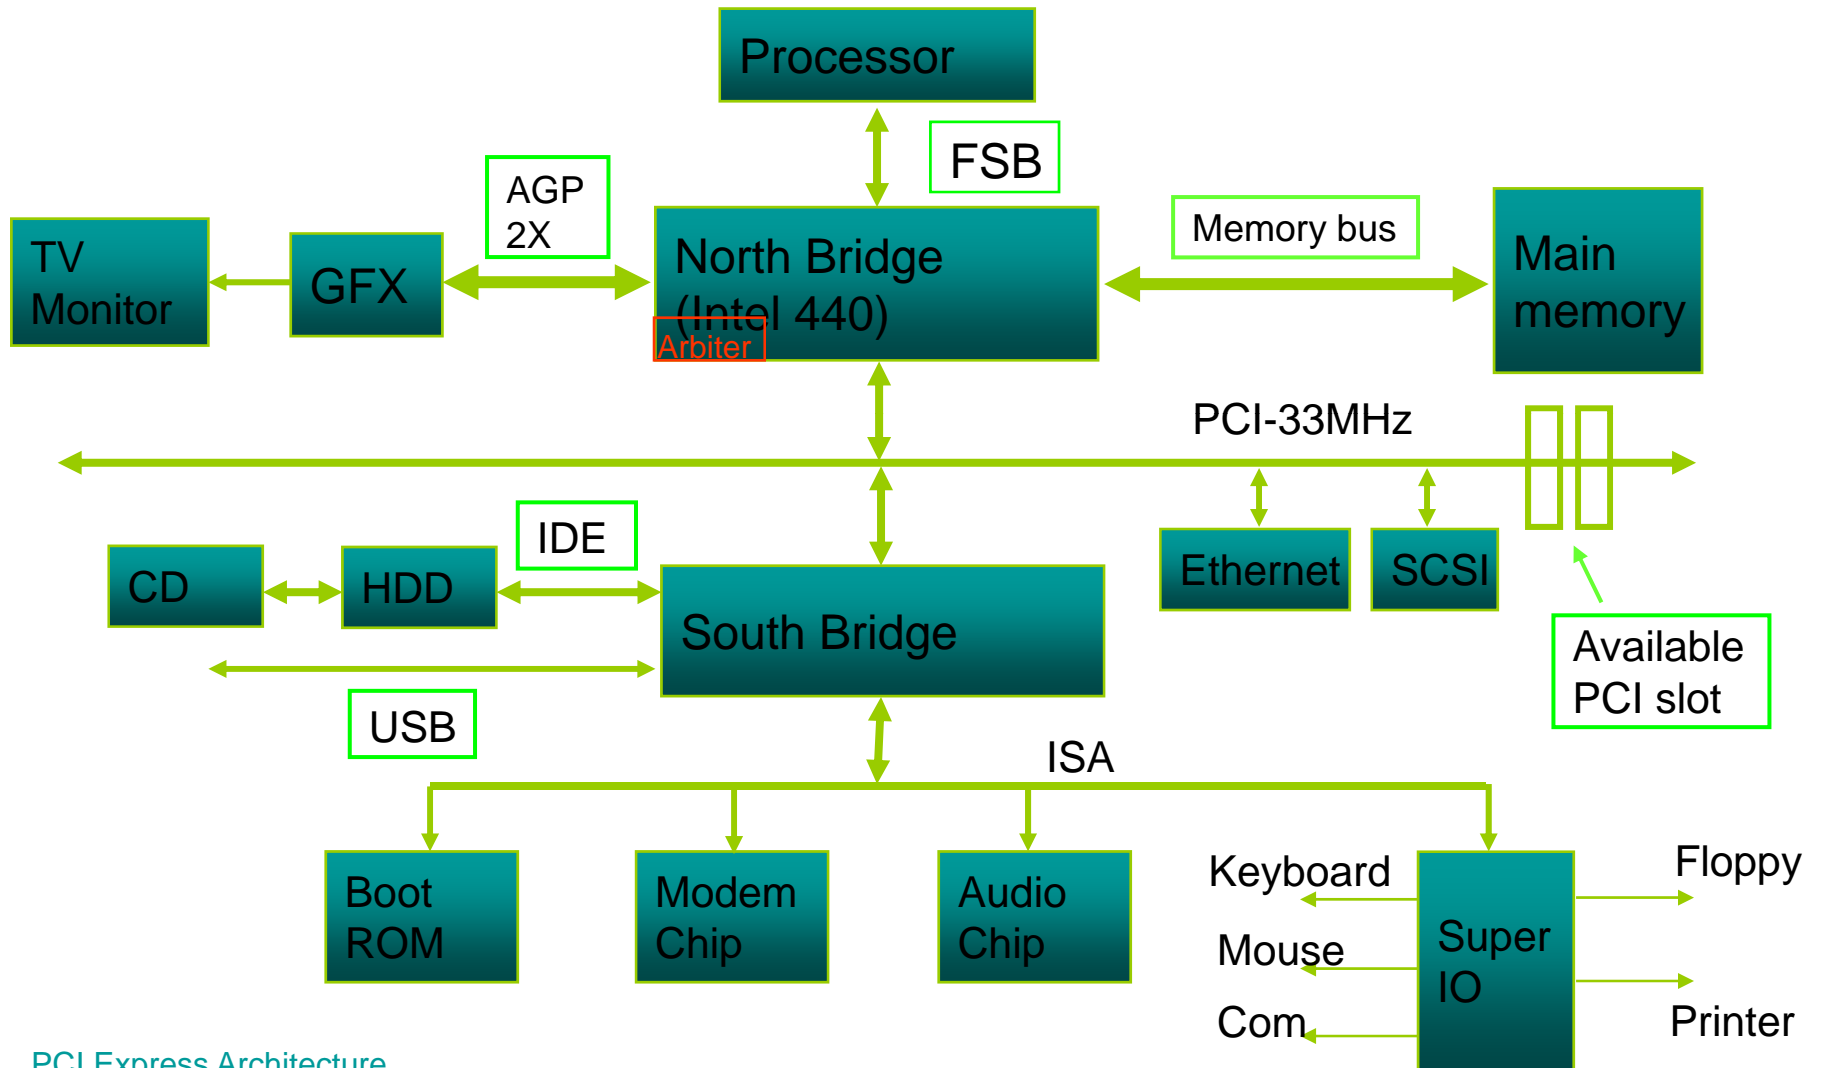 Processor
FSB
AGP
2X
Memory bus
TV
Monitor
GFX
North Bridge
(Intel 440)
Arbiter
Main
memory
PCI-33MHz
IDE
CD
HDD
South Bridge
Ethernet
SCSI
Available
PCI slot
USB
ISA
Boot
ROM
Modem
Chip
Audio
Chip
Keyboard
Mouse
Com
Super
IO
Floppy
Printer
PCI Express Architecture